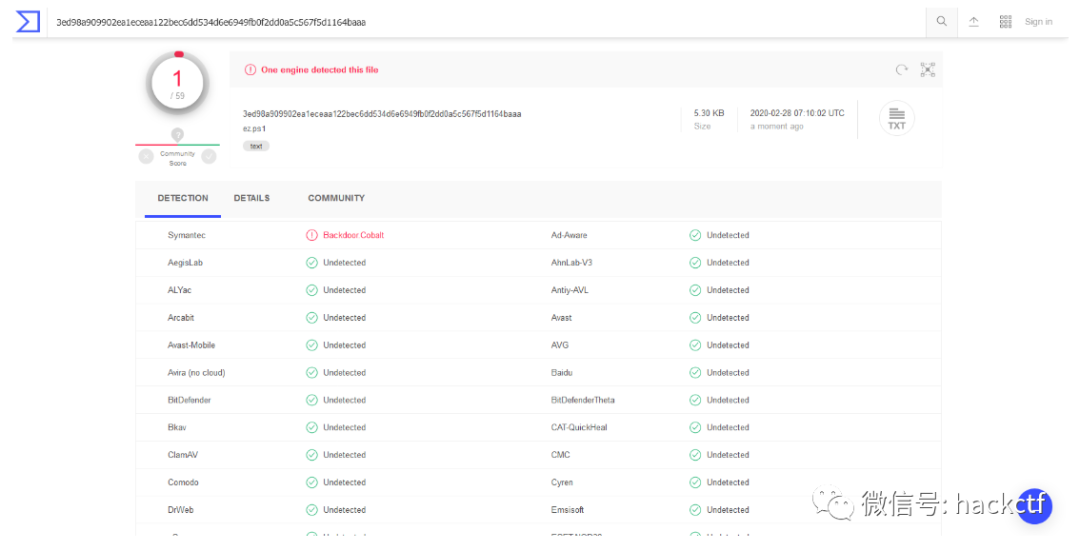 3ed98a909902ea1eceaa122bec6dd534d6e6949fb0f2dd0a5c567f5d1164baaa
Sign in
1
/ 59
?
Community
Score
One engine detected this file
3ed98a909902ea1eceaa122bec6dd534d6e6949fb0f2dd0a5c567f5d1164baaa
ez.ps1
text
5.30 KB
Size
2020-02-28 07:10:02 UTC
a moment ago
TXT
DETECTION DETAILS COMMUNITY
Symantec Backdoor.Cobalt Ad-Aware Undetected
AegisLab Undetected AhnLab-V3 Undetected
ALYac Undetected Antiy-AVL Undetected
Arcabit Undetected Avast Undetected
Avast-Mobile Undetected AVG Undetected
Avira (no cloud) Undetected Baidu Undetected
BitDefender Undetected BitDefenderTheta Undetected
Bkav Undetected CAT-QuickHeal Undetected
ClamAV Undetected CMC Undetected
Comodo Undetected Cyren Undetected
DrWeb Undetected Emsisoft Undetected
微信号: hackctf